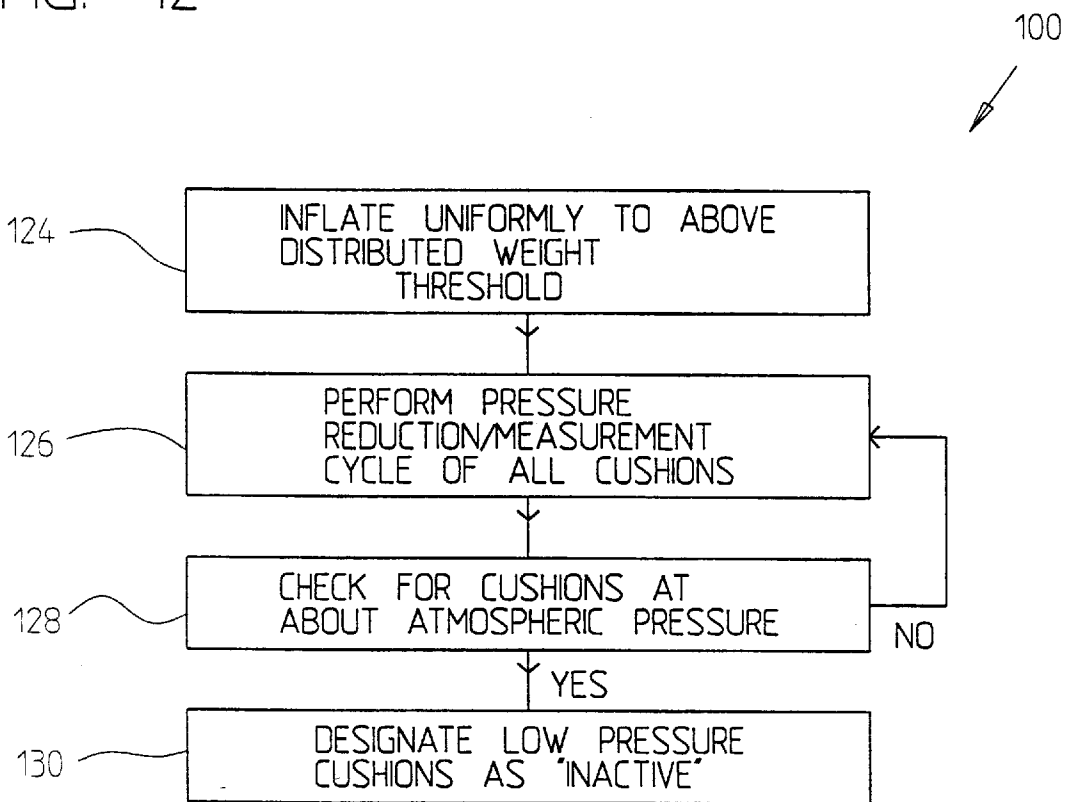 100
124
INFLATE UNIFORMLY TO ABOVE
DISTRIBUTED WEIGHT
THRESHOLD
126
PERFORM PRESSURE
REDUCTION/MEASUREMENT
CYCLE OF ALL CUSHIONS
128
CHECK FOR CUSHIONS AT
ABOUT ATMOSPHERIC PRESSURE
NO
YES
130
DESIGNATE LOW PRESSURE
CUSHIONS AS "INACTIVE"